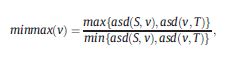 minmax(v) = max{asd(S, v), asd(v, T)} / min{asd(S, v), asd(v, T)},